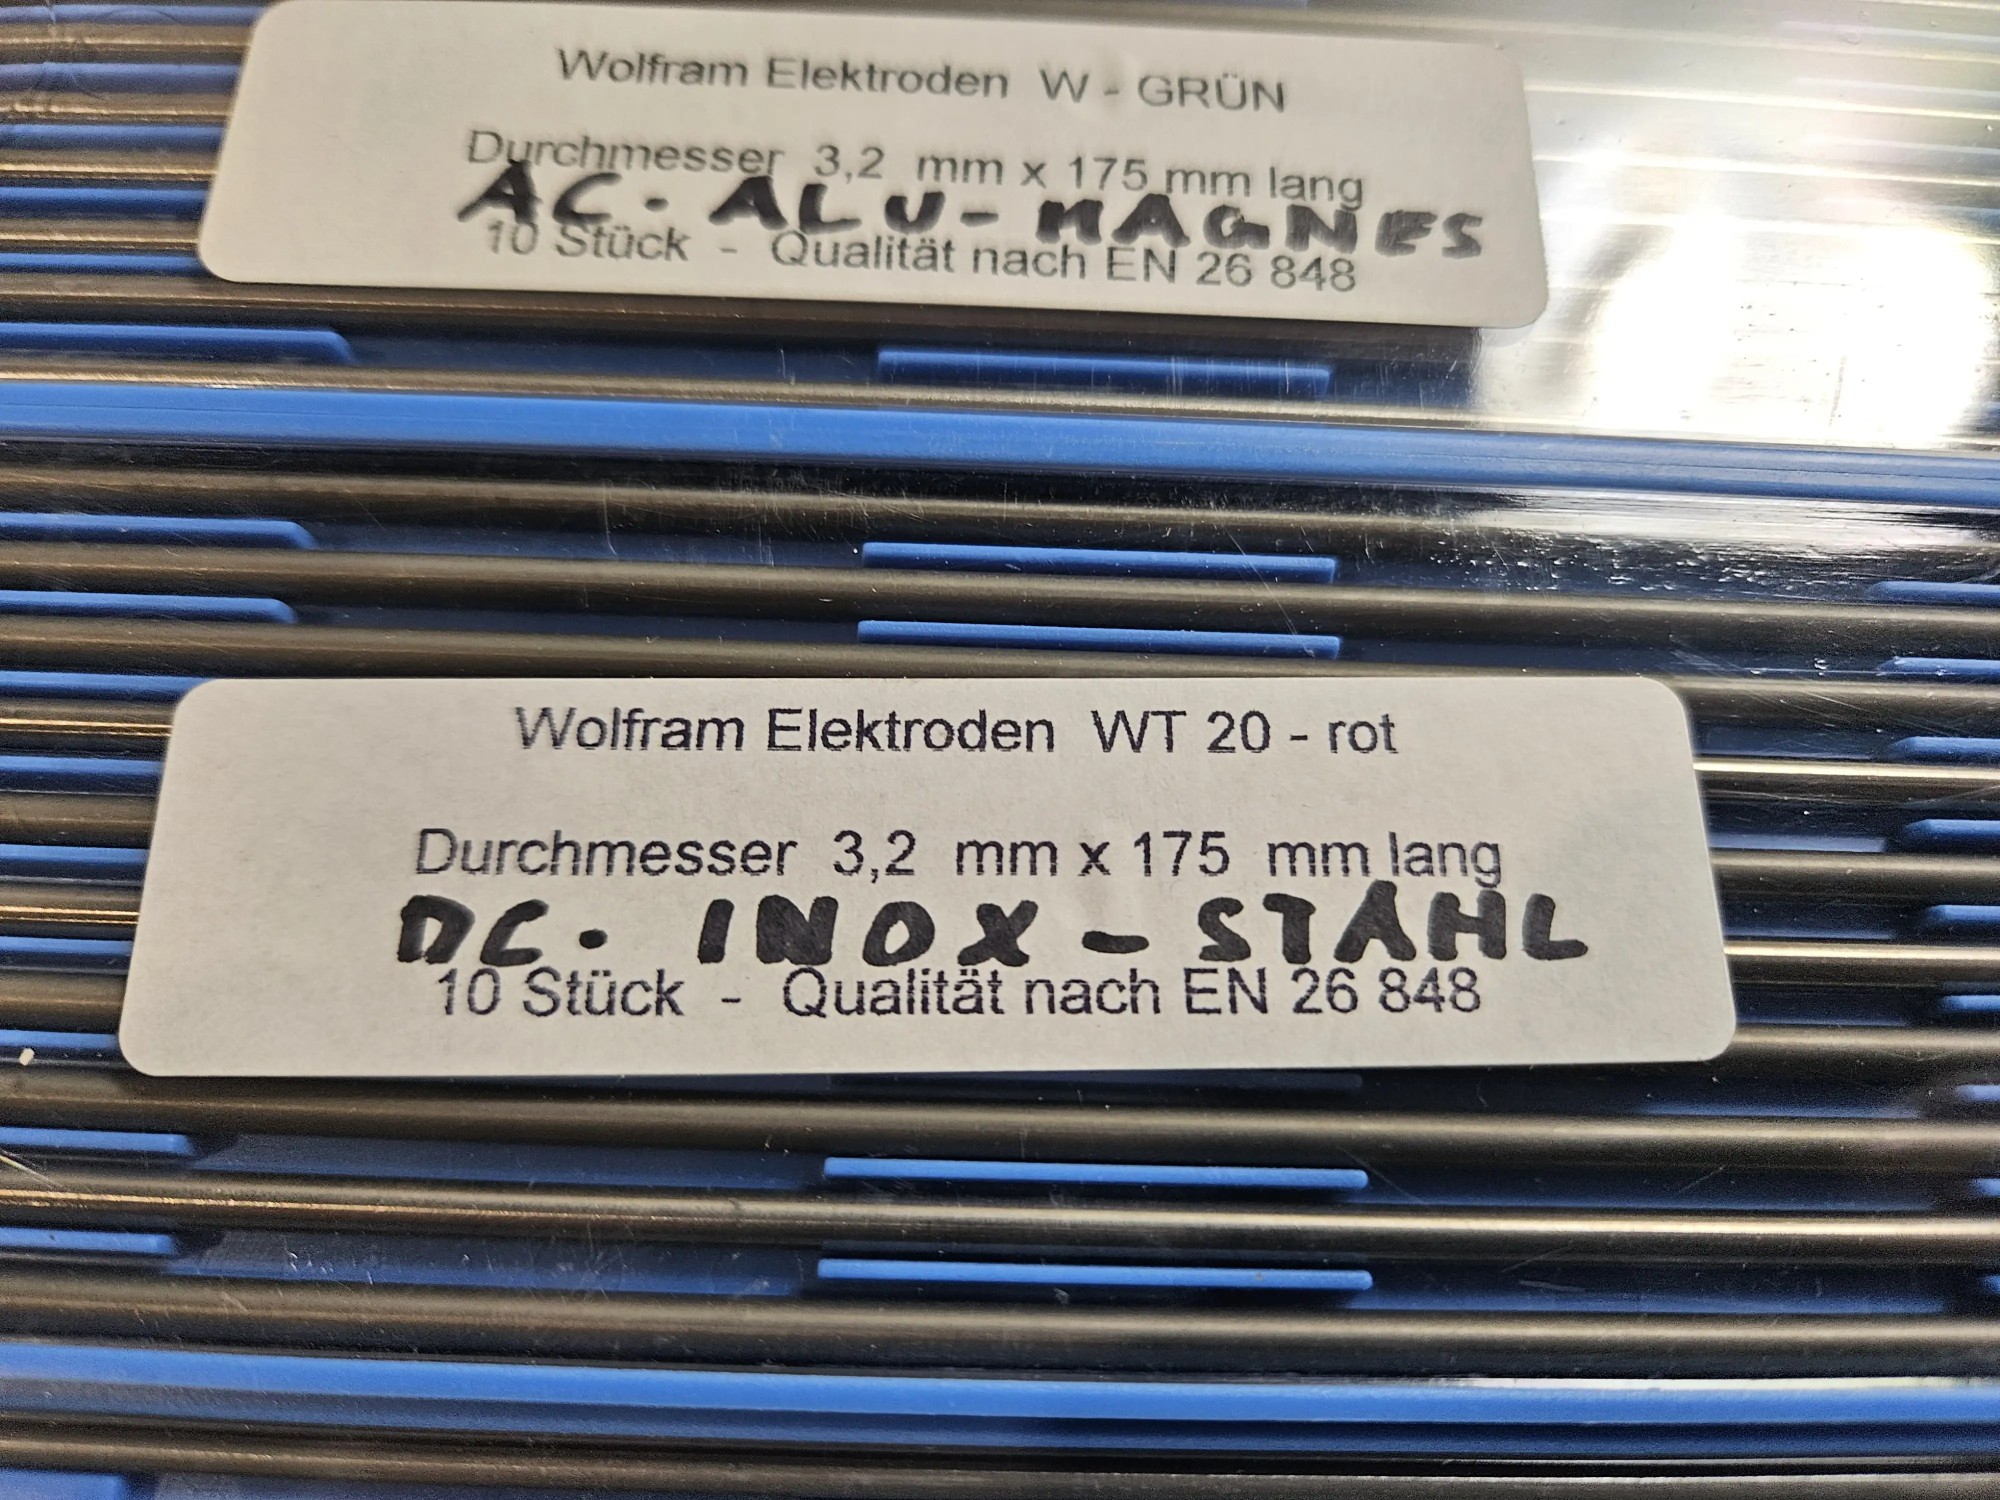 Wolfram Elektroden W - GRÜN
Durchmesser 3,2 mm x 175 mm lang
AC. ALU-MAGNES
10 Stück - Qualität nach EN 26 848
Wolfram Elektroden WT 20 - rot
Durchmesser 3,2 mm x 175 mm lang
DC. INOX-STAHL
10 Stück - Qualität nach EN 26 848